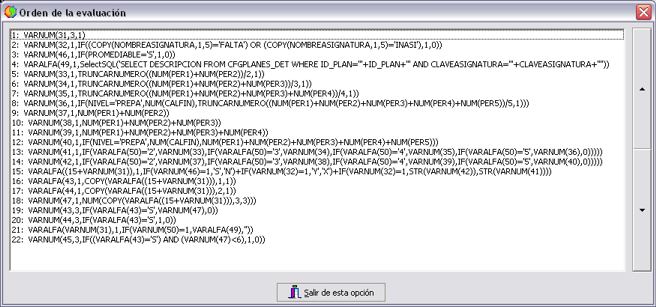 Orden de la evaluación
1: VARNUM(31,3,1)
2: VARNUM(32,1,IF((COPY(NOMBREASIGNATURA,1,5)='FALTA') OR (COPY(NOMBREASIGNATURA,1,5)='INASI'),1,0))
3: VARNUM(46,1,IF(PROMEDIABLE='S',1,0))
4: VARALFA(49,1,SelectSQL('SELECT DESCRIPCION FROM CFGPLANES_DET WHERE ID_PLAN='"+ID_PLAN+'" AND CLAVEASIGNATURA='"+CLAVEASIGNATURA+'"'))
5: VARNUM(33,1,TRUNCARNUMERO((NUM(PER1)+NUM(PER2))/2,1))
6: VARNUM(34,1,TRUNCARNUMERO((NUM(PER1)+NUM(PER2)+NUM(PER3))/3,1))
7: VARNUM(35,1,TRUNCARNUMERO((NUM(PER1)+NUM(PER2)+NUM(PER3)+NUM(PER4))/4,1))
8: VARNUM(36,1,IF(NIVEL='PREPA',NUM(CALFIN),TRUNCARNUMERO((NUM(PER1)+NUM(PER2)+NUM(PER3)+NUM(PER4)+NUM(PER5))/5,1)))
9: VARNUM(37,1,NUM(PER1)+NUM(PER2))
10: VARNUM(38,1,NUM(PER1)+NUM(PER2)+NUM(PER3))
11: VARNUM(39,1,NUM(PER1)+NUM(PER2)+NUM(PER3)+NUM(PER4))
12: VARNUM(40,1,IF(NIVEL='PREPA',NUM(CALFIN),NUM(PER1)+NUM(PER2)+NUM(PER3)+NUM(PER4)+NUM(PER5)))
13: VARNUM(41,1,IF(VARALFA(50)='2',VARNUM(33),IF(VARALFA(50)='3',VARNUM(34),IF(VARALFA(50)='4',VARNUM(35),IF(VARALFA(50)='5',VARNUM(36),0)))))
14: VARNUM(42,1,IF(VARALFA(50)='2',VARNUM(37),IF(VARALFA(50)='3',VARNUM(38),IF(VARALFA(50)='4',VARNUM(39),IF(VARALFA(50)='5',VARNUM(40),0)))))
15: VARALFA((15+VARNUM(31)),1,IF(VARNUM(46)=1,'S','N')+IF(VARNUM(32)=1,'Y','X')+IF(VARNUM(32)=1,STR(VARNUM(42)),STR(VARNUM(41))))
16: VARALFA(43,1,COPY(VARALFA((15+VARNUM(31))),1,1))
17: VARALFA(44,1,COPY(VARALFA((15+VARNUM(31))),2,1))
18: VARNUM(47,1,NUM(COPY(VARALFA((15+VARNUM(31))),3,3)))
19: VARNUM(43,3,IF(VARALFA(43)='S',VARNUM(47),0))
20: VARNUM(44,3,IF(VARALFA(43)='S',1,0))
21: VARALFA(VARNUM(31),1,IF(VARNUM(50)=1,VARALFA(49),''))
22: VARNUM(45,3,IF((VARALFA(43)='S') AND (VARNUM(47)<6),1,0))
Salir de esta opción